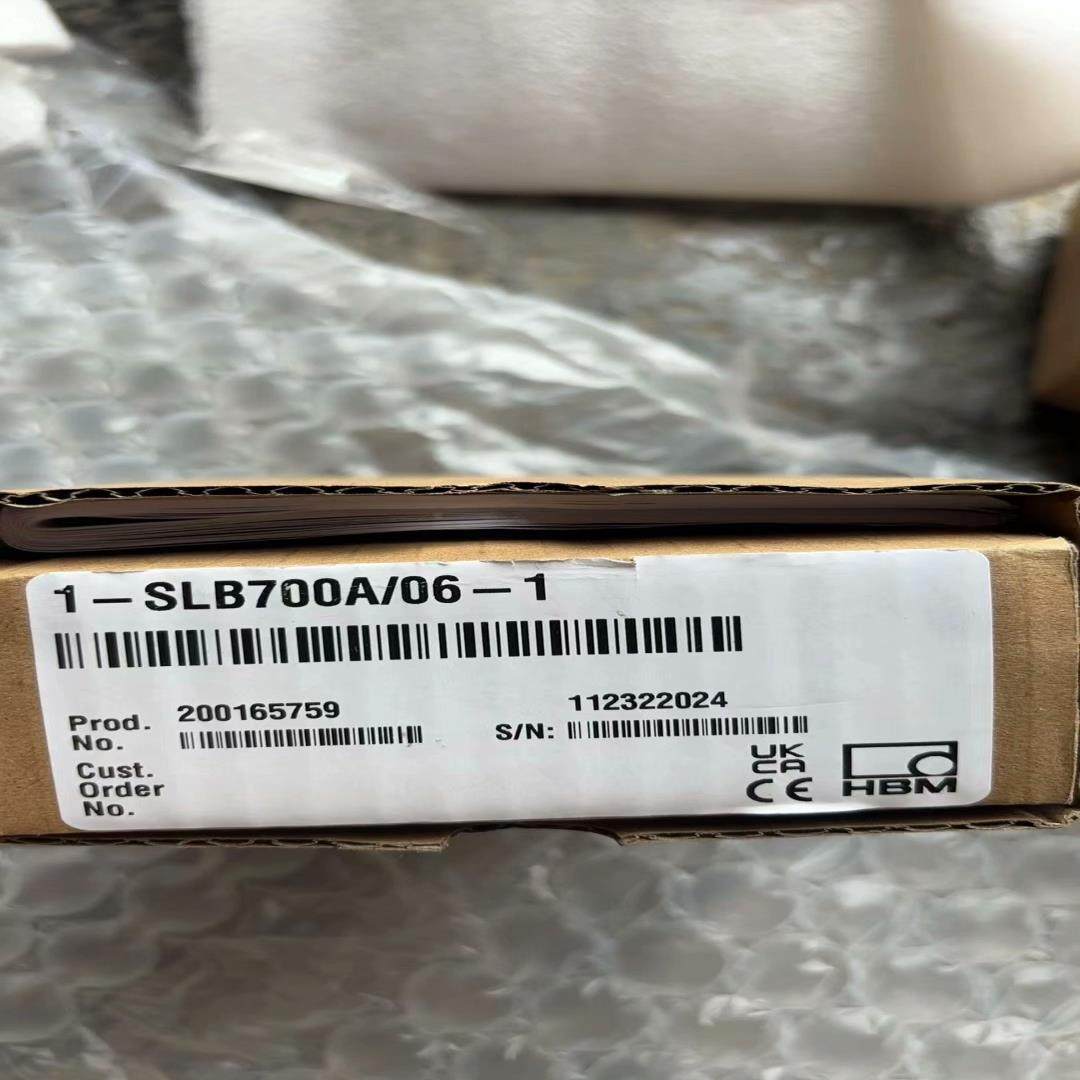 1-SLB700A/06-1
Prod. No. 200165759
S/N: 112322024
Cust. Order No.
UK CA
CE
HBM